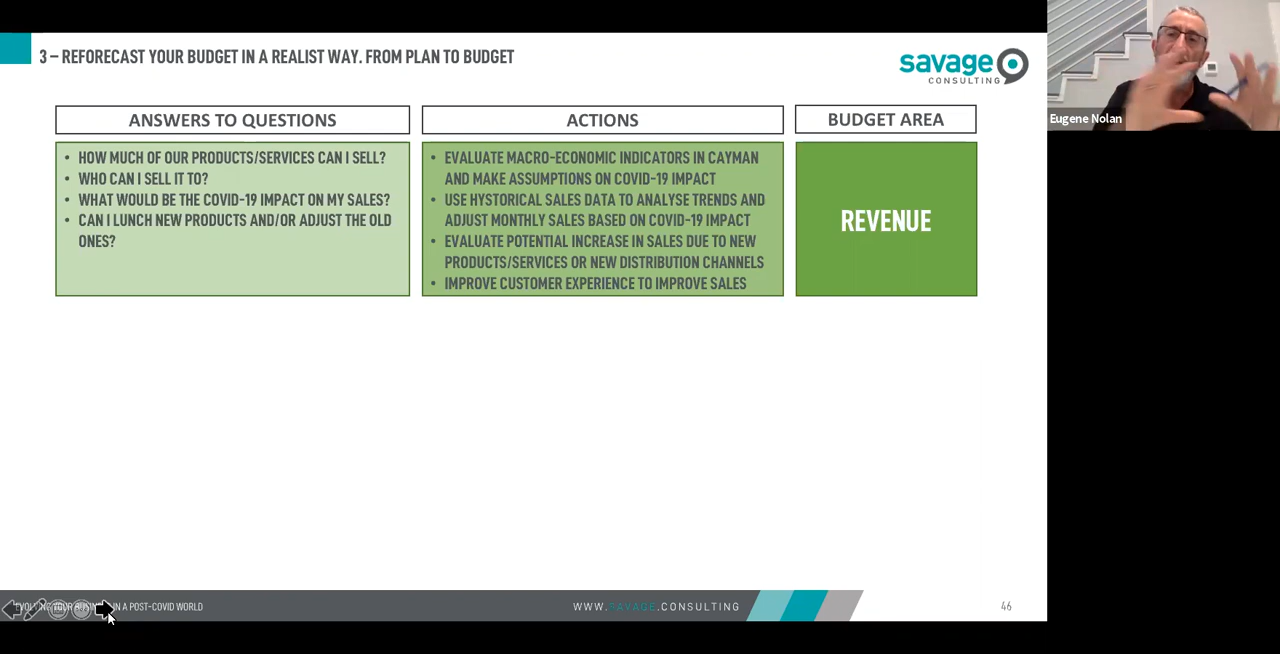 3 – REFORECAST YOUR BUDGET IN A REALIST WAY. FROM PLAN TO BUDGET
savage
CONSULTING
Eugene Nolan
ANSWERS TO QUESTIONS
ACTIONS
BUDGET AREA
• HOW MUCH OF OUR PRODUCTS/SERVICES CAN I SELL?
• WHO CAN I SELL IT TO?
• WHAT WOULD BE THE COVID-19 IMPACT ON MY SALES?
• CAN I LUNCH NEW PRODUCTS AND/OR ADJUST THE OLD
ONES?
• EVALUATE MACRO-ECONOMIC INDICATORS IN CAYMAN
AND MAKE ASSUMPTIONS ON COVID-19 IMPACT
• USE HYSTORICAL SALES DATA TO ANALYSE TRENDS AND
ADJUST MONTHLY SALES BASED ON COVID-19 IMPACT
• EVALUATE POTENTIAL INCREASE IN SALES DUE TO NEW
PRODUCTS/SERVICES OR NEW DISTRIBUTION CHANNELS
• IMPROVE CUSTOMER EXPERIENCE TO IMPROVE SALES
REVENUE
YOUR IN A POST-COVID WORLD
WWW.SAVAGE.CONSULTING
46